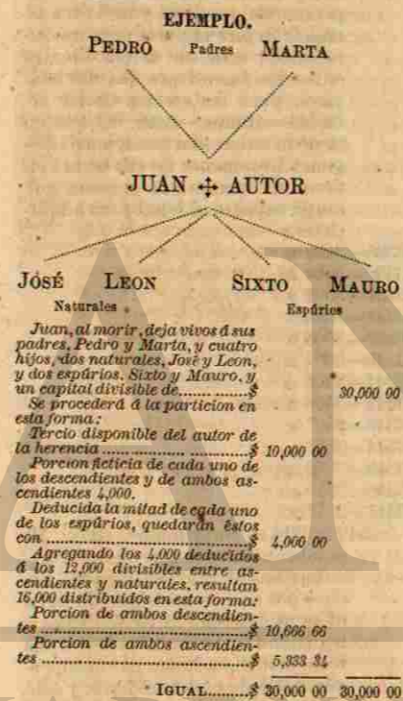 EJEMPLO.
PEDRO Padres MARTA
JUAN ✣ AUTOR
JÓSÉ LEON SIXTO MAURO
Naturales Espúrios
Juan, al morir, deja vivos á sus
padres, Pedro y Marta, y cuatro
hijos, dos naturales, José y Leon,
y dos espúrios, Sixto y Mauro, y
un capital divisible de..............$ 30,000 00
Se procederá á la particion en
esta forma:
Tercio disponible del autor de
la herencia ..............................$ 10,000 00
Porcion ficticia de cada uno de
los descendientes y de ambos as-
cendientes 4,000.
Deducida la mitad de cada uno
de los espúrios, quedarán éstos
con ..........................................$ 4,000 00
Agregando los 4,000 deducidos
á los 12,000 divisibles entre as-
cendientes y naturales, resultan
16,000 distribuidos en esta forma:
Porcion de ambos descendien-
tes ............................................$ 10,666 66
Porcion de ambos ascendien-
tes ............................................$ 5,333 34
IGUAL.........$ 30,000 00 30,000 00